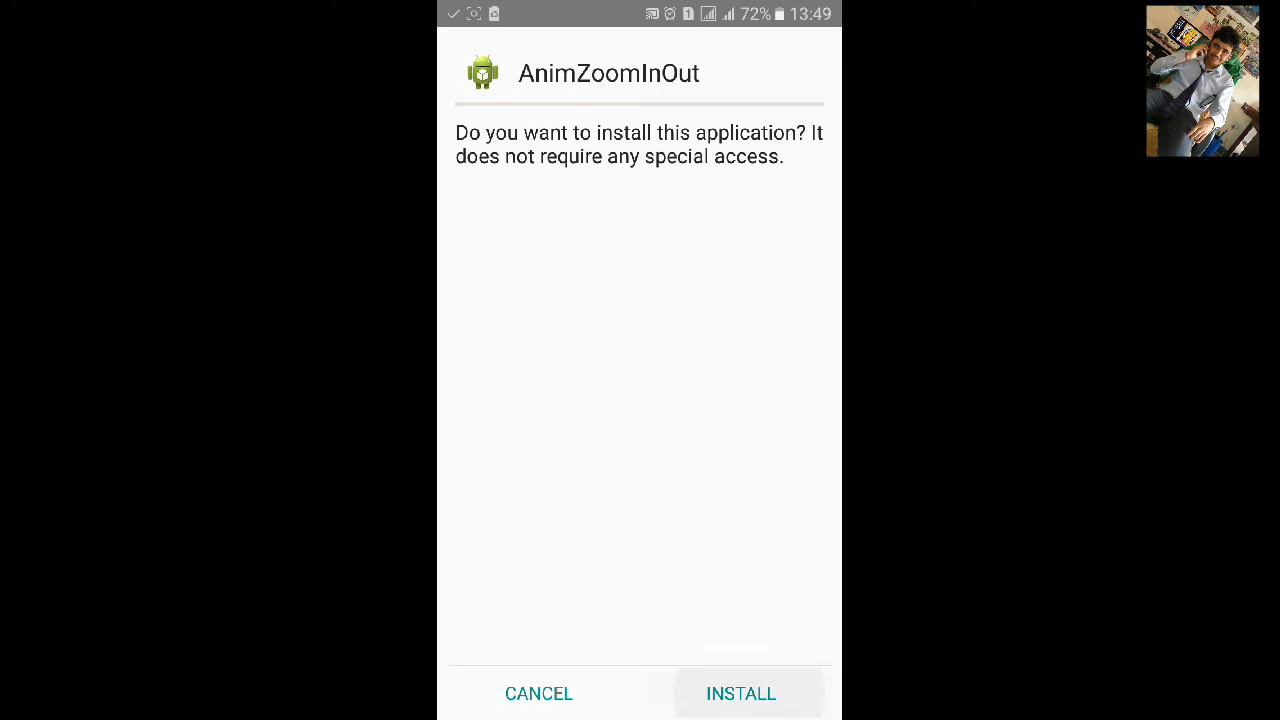 1 72% 13:49
AnimZoomInOut
Do you want to install this application? It
does not require any special access.
CANCEL INSTALL